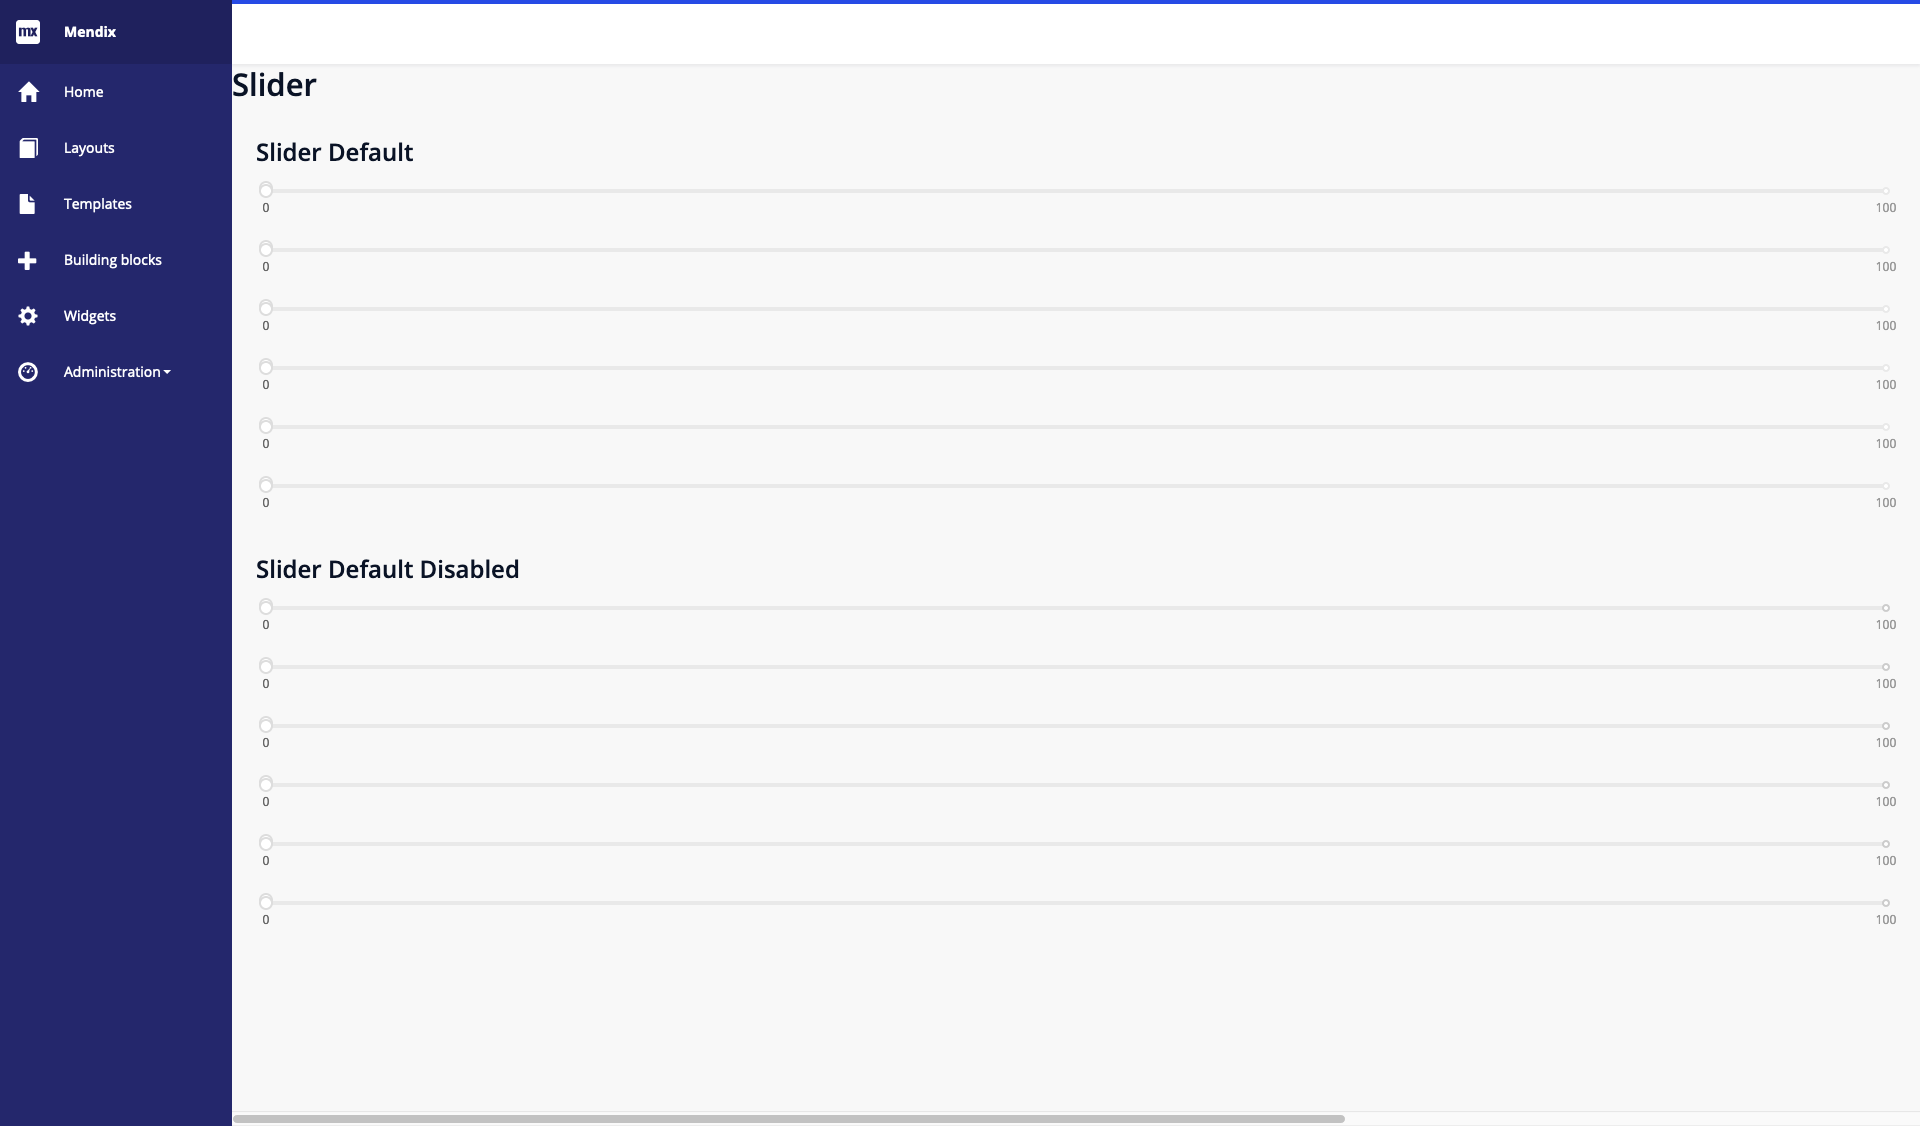 mx Mendix
Home
Layouts
Templates
Building blocks
Widgets
Administration
Slider
Slider Default
0 100
0 100
0 100
0 100
0 100
0 100
Slider Default Disabled
0 100
0 100
0 100
0 100
0 100
0 100